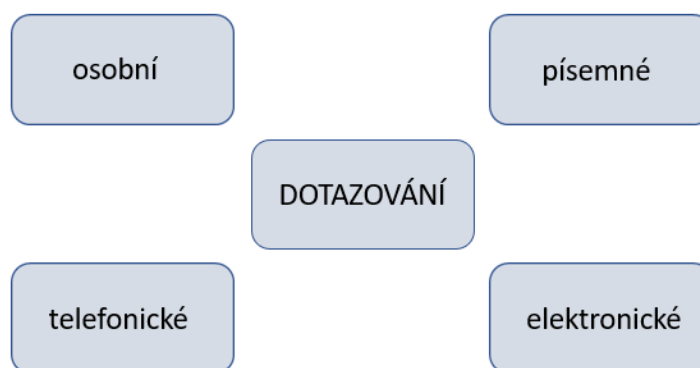 osobní
písemné
DOTAZOVÁNÍ
telefonické
elektronické